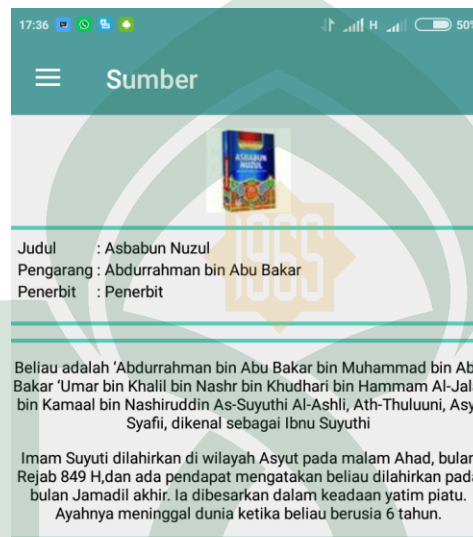 17:36
H
50%
Sumber
ASBABUN
NUZUL
1965
Judul : Asbabun Nuzul
Pengarang : Abdurrahman bin Abu Bakar
Penerbit : Penerbit
Beliau adalah ‘Abdurrahman bin Abu Bakar bin Muhammad bin Ab
Bakar ‘Umar bin Khalil bin Nashr bin Khudhari bin Hammam Al-Jala
bin Kamaal bin Nashiruddin As-Suyuthi Al-Ashli, Ath-Thuluuni, Asy
Syafii, dikenal sebagai Ibnu Suyuthi
Imam Suyuti dilahirkan di wilayah Asyut pada malam Ahad, bulan
Rejab 849 H,dan ada pendapat mengatakan beliau dilahirkan pada
bulan Jamadil akhir. Ia dibesarkan dalam keadaan yatim piatu.
Ayahnya meninggal dunia ketika beliau berusia 6 tahun.